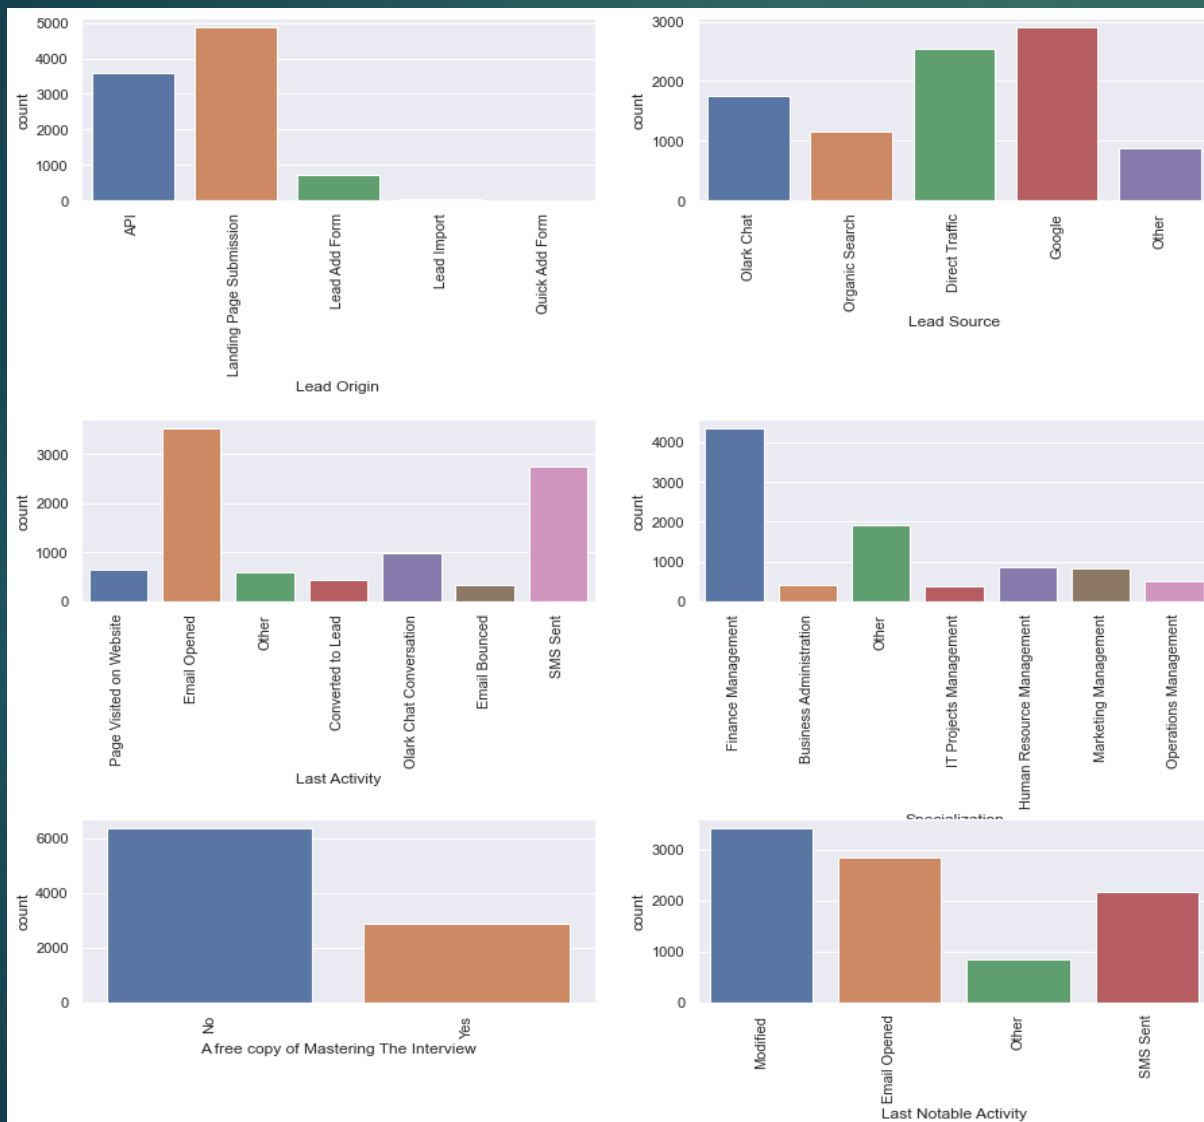 5000
4000
3000
2000
1000
0
count
API
Landing Page Submission
Lead Add Form
Lead Import
Quick Add Form
Lead Origin
3000
2000
1000
0
count
Olark Chat
Organic Search
Direct Traffic
Google
Other
Lead Source
3000
2000
1000
0
count
Page Visited on Website
Email Opened
Other
Converted to Lead
Olark Chat Conversation
Email Bounced
SMS Sent
Last Activity
4000
3000
2000
1000
0
count
Finance Management
Business Administration
Other
IT Projects Management
Human Resource Management
Marketing Management
Operations Management
Specialization
6000
4000
2000
0
count
No
Yes
A free copy of Mastering The Interview
3000
2000
1000
0
count
Modified
Email Opened
Other
SMS Sent
Last Notable Activity